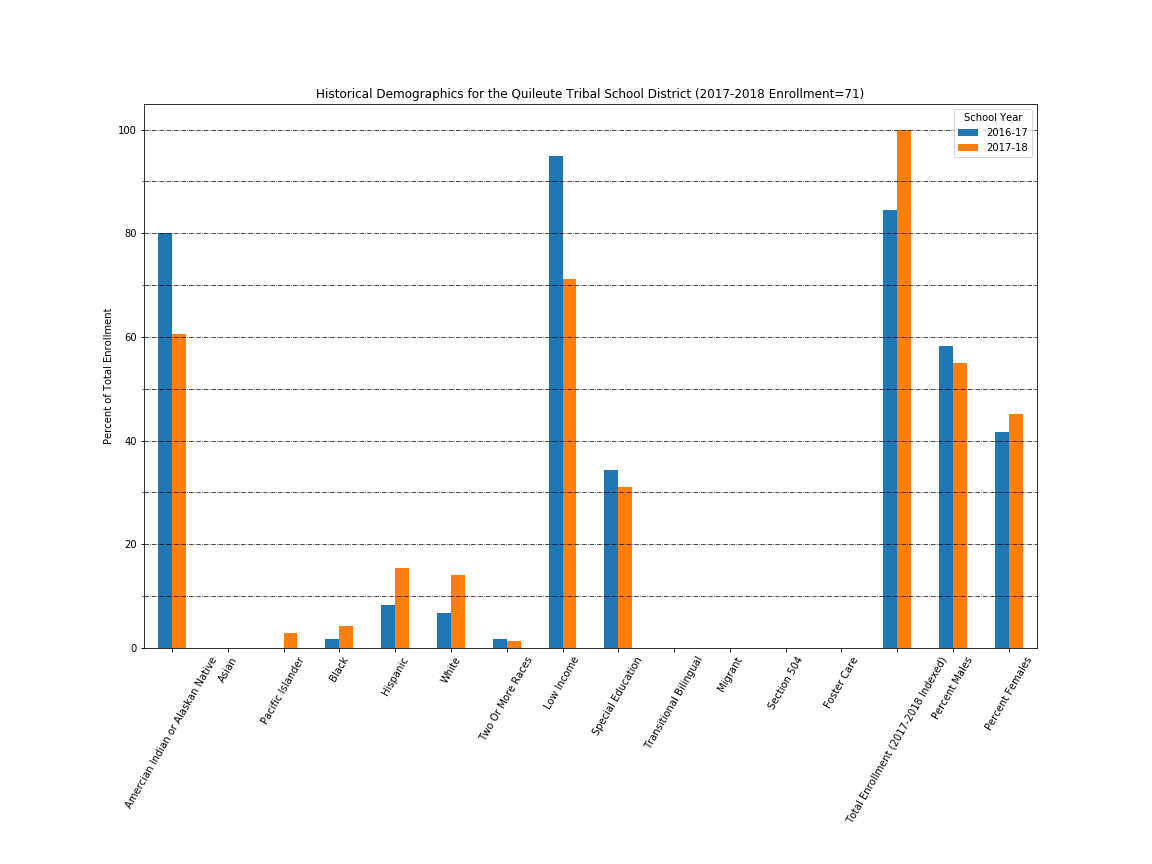 Historical Demographics for the Quileute Tribal School District (2017-2018 Enrollment=71)
School Year
2016-17
2017-18
Percent of Total Enrollment
100
80
60
40
20
0
Amercian Indian or Alaskan Native
Asian
Pacific Islander
Black
Hispanic
White
Two Or More Races
Low Income
Special Education
Transitional Bilingual
Migrant
Section 504
Foster Care
Total Enrollment (2017-2018 Indexed)
Percent Males
Percent Females